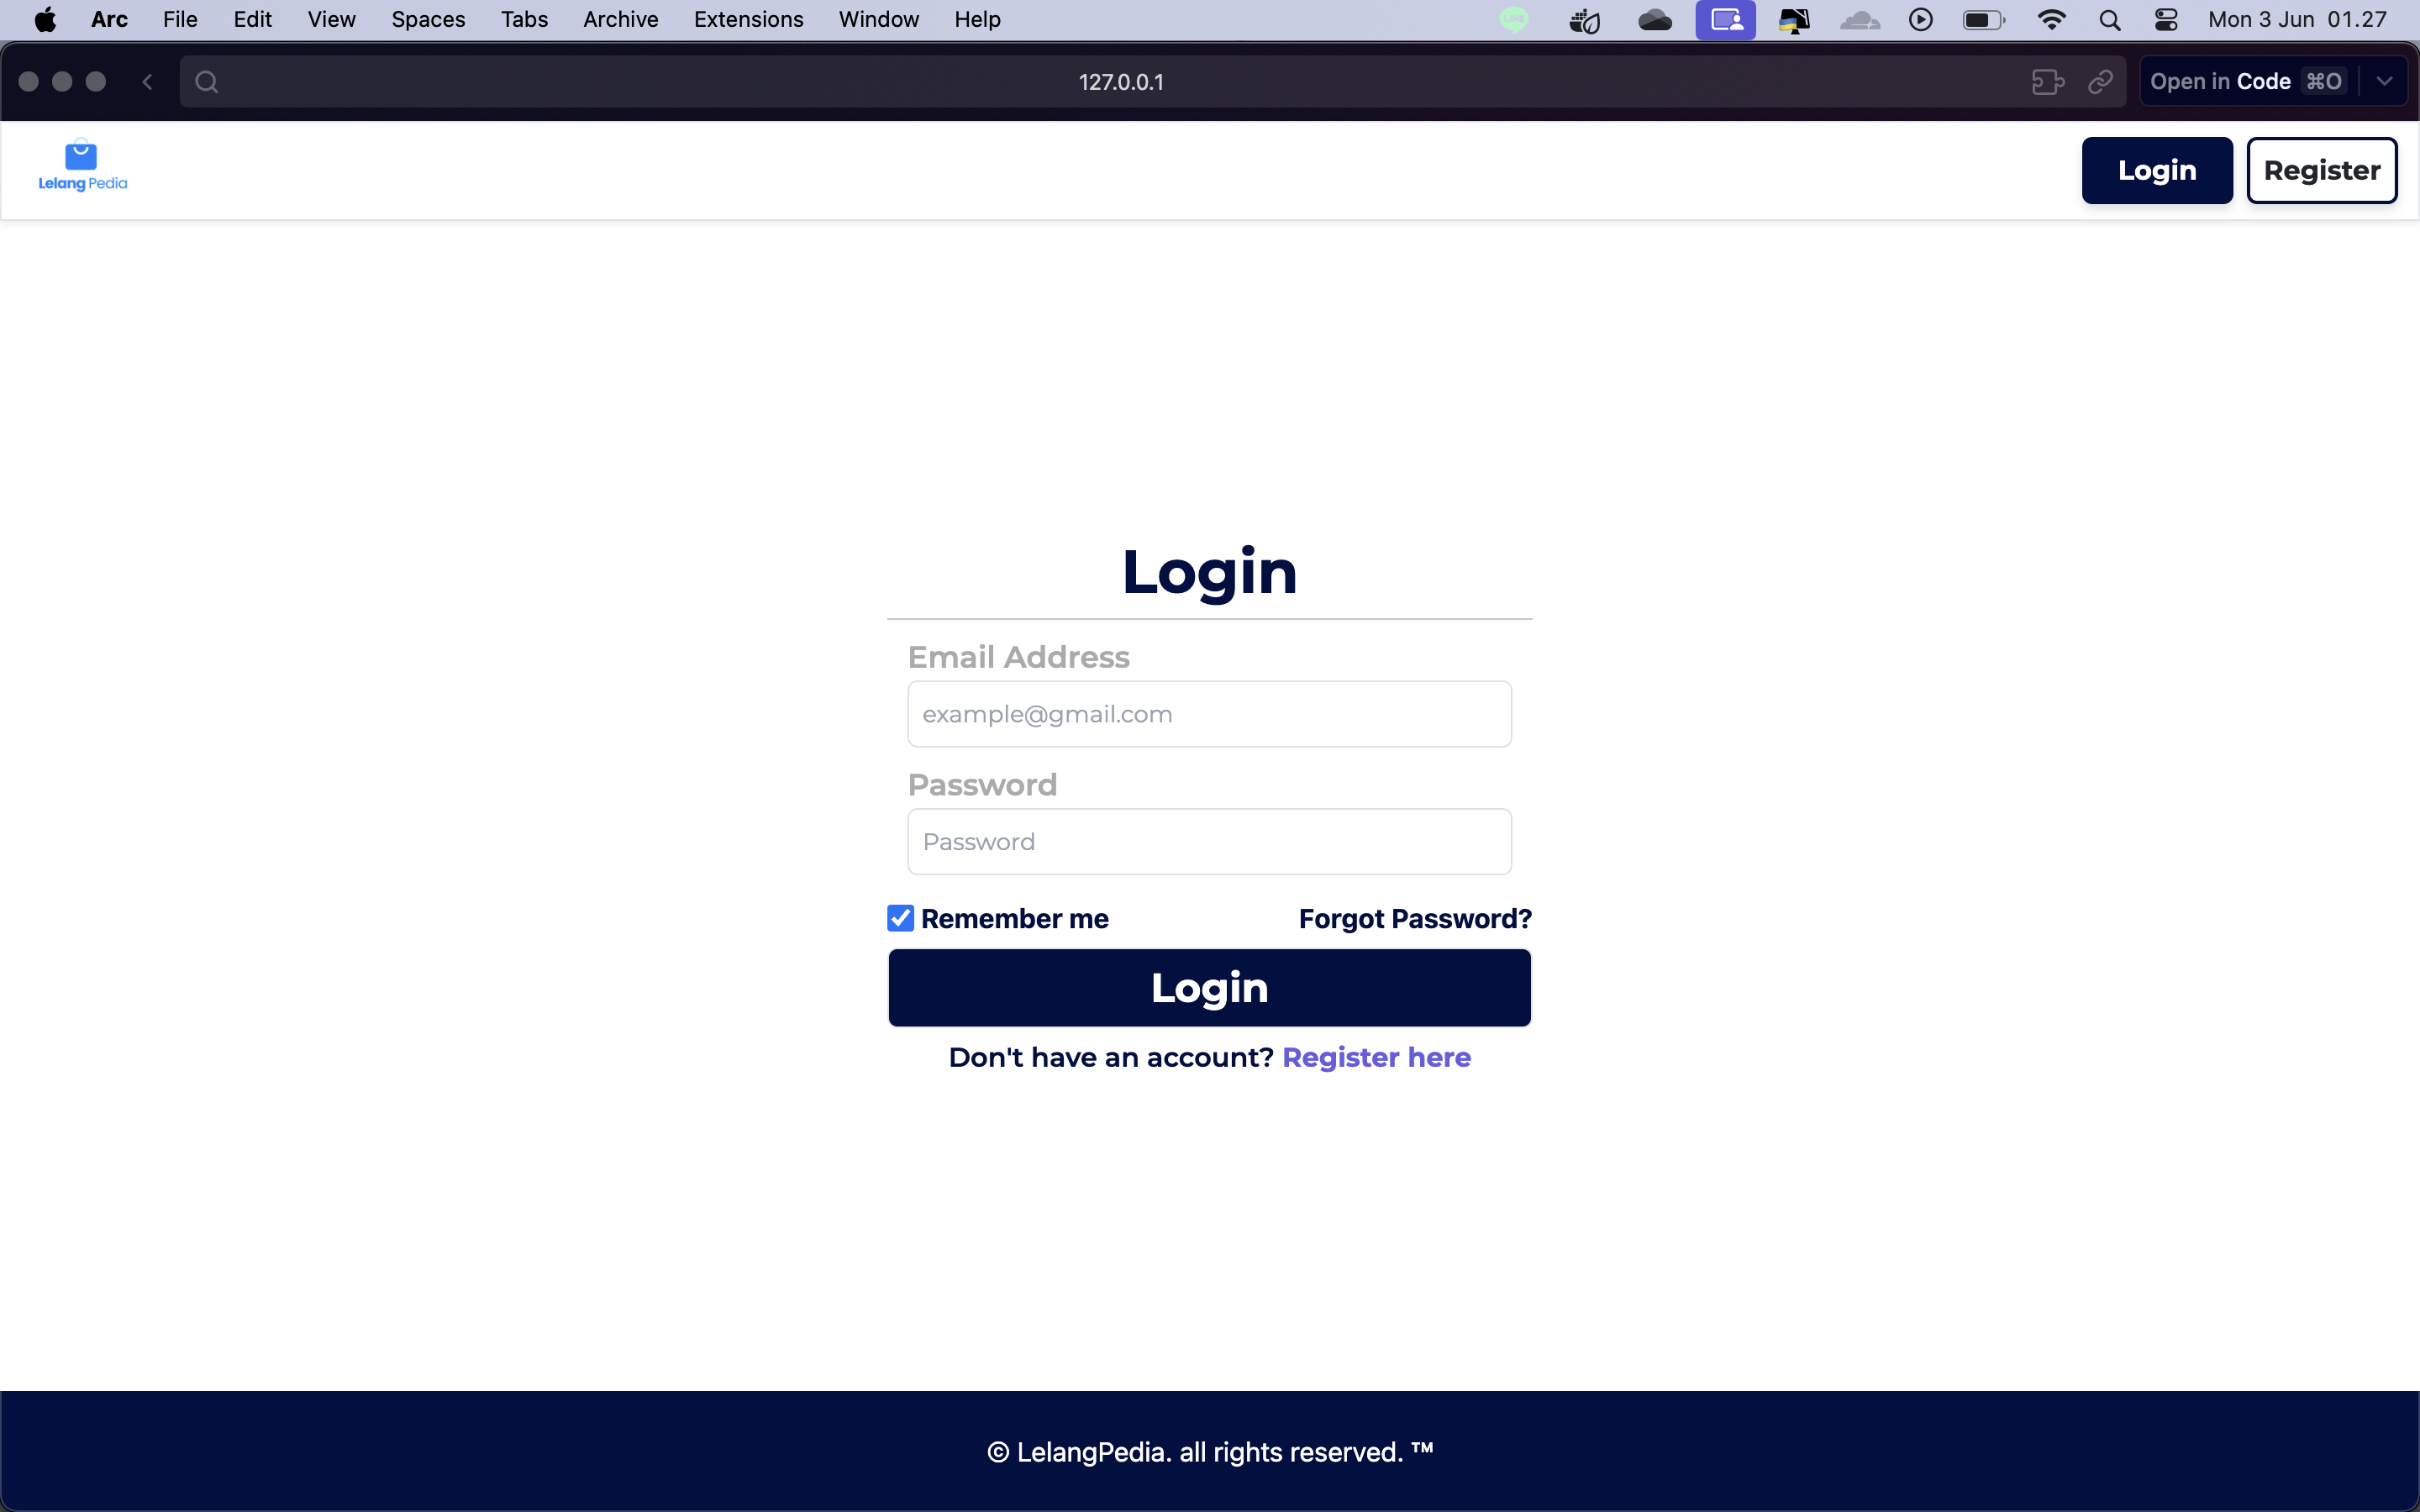 Arc File Edit View Spaces Tabs Archive Extensions Window Help LINE Mon 3 Jun 01.27
127.0.0.1 Open in Code ⌘O
Lelang Pedia
Login Register
Login
Email Address
example@gmail.com
Password
Password
Remember me Forgot Password?
Login
Don't have an account? Register here
© LelangPedia. all rights reserved. ™